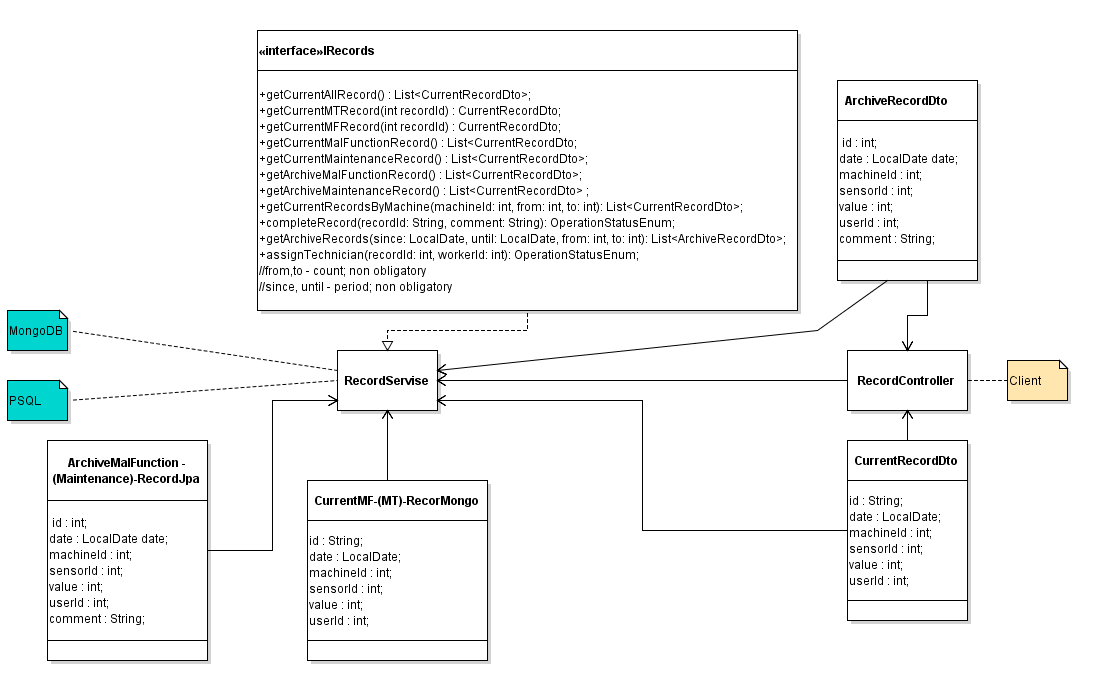 «interface»IRecords
+getCurrentAllRecord() : List<CurrentRecordDto>;
+getCurrentMTRecord(int recordId) : CurrentRecordDto;
+getCurrentMFRecord(int recordId) : CurrentRecordDto;
+getCurrentMalFunctionRecord() : List<CurrentRecordDto;
+getCurrentMaintenanceRecord() : List<CurrentRecordDto>;
+getArchiveMalFunctionRecord() : List<CurrentRecordDto>;
+getArchiveMaintenanceRecord() : List<CurrentRecordDto> ;
+getCurrentRecordsByMachine(machineId: int, from: int, to: int): List<CurrentRecordDto>;
+completeRecord(recordId: String, comment: String): OperationStatusEnum;
+getArchiveRecords(since: LocalDate, until: LocalDate, from: int, to: int): List<ArchiveRecordDto>;
+assignTechnician(recordId: int, workerId: int): OperationStatusEnum;
//from,to - count; non obligatory
//since, until - period; non obligatory
ArchiveRecordDto
id : int;
date : LocalDate date;
machineId : int;
sensorId : int;
value : int;
userId : int;
comment : String;
MongoDB
PSQL
RecordServise
RecordController
Client
ArchiveMalFunction -
(Maintenance)-RecordJpa
id : int;
date : LocalDate date;
machineId : int;
sensorId : int;
value : int;
userId : int;
comment : String;
CurrentMF-(MT)-RecorMongo
id : String;
date : LocalDate;
machineId : int;
sensorId : int;
value : int;
userId : int;
CurrentRecordDto
id : String;
date : LocalDate;
machineId : int;
sensorId : int;
value : int;
userId : int;